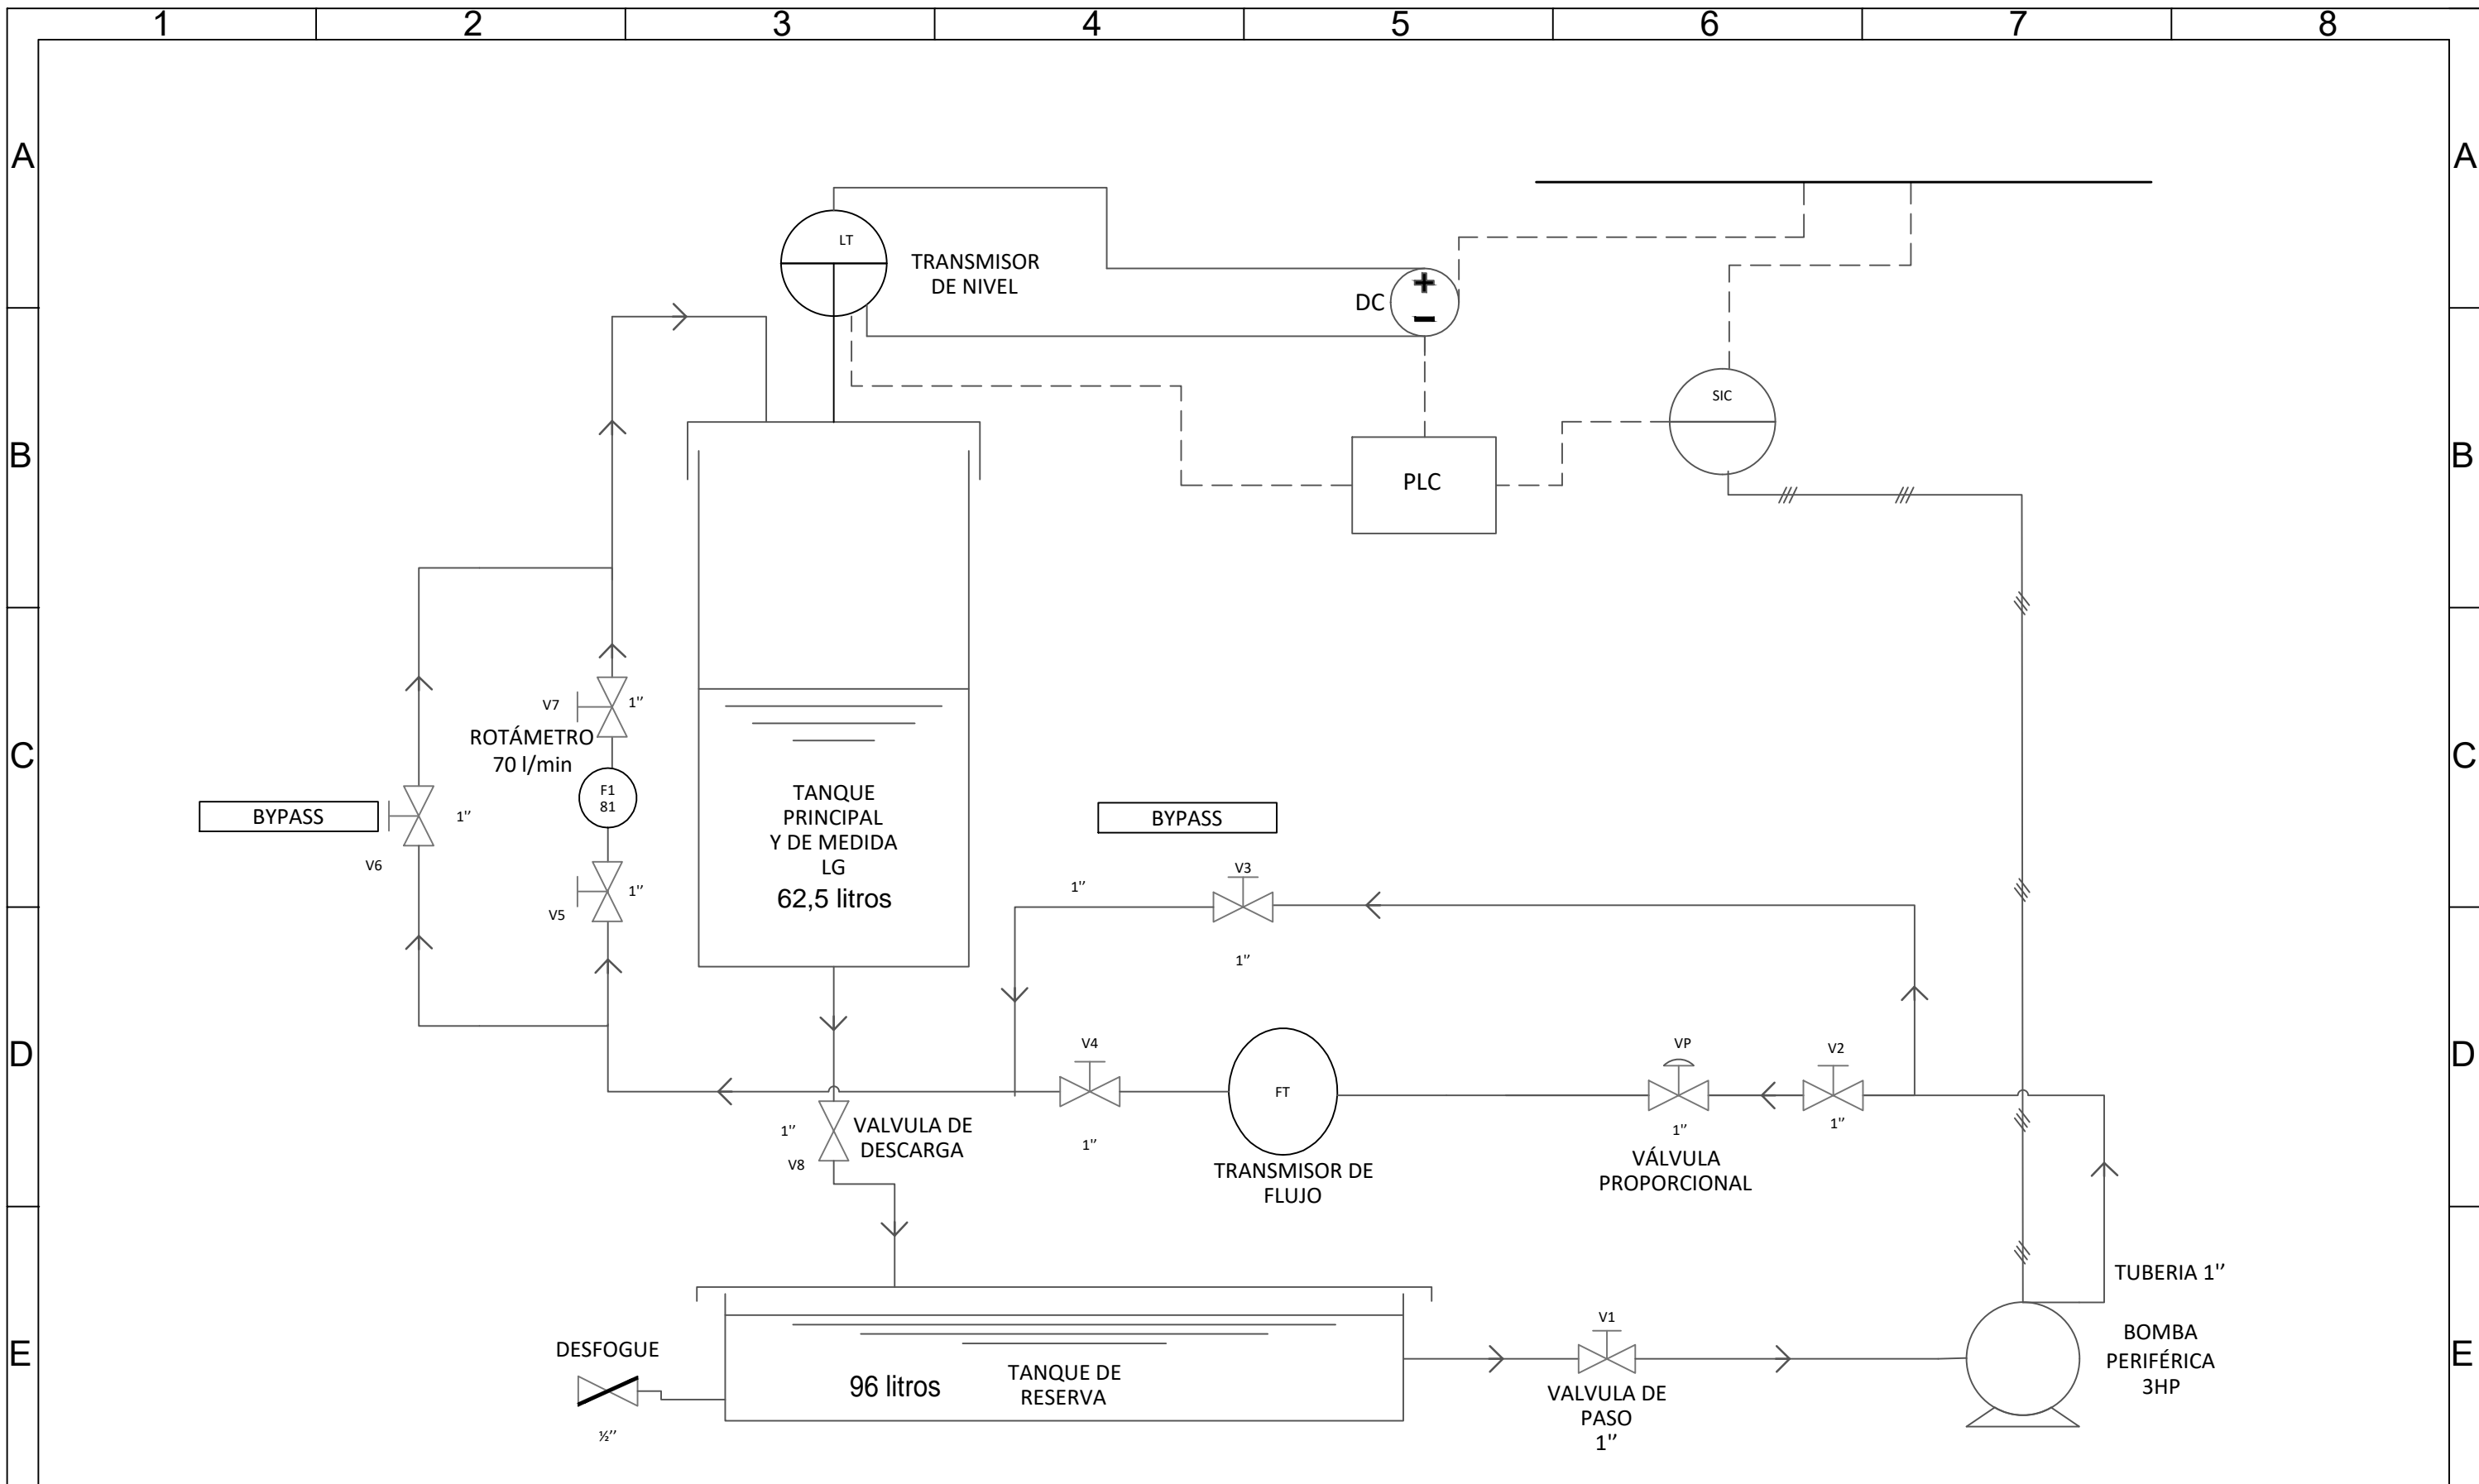 1 2 3 4 5 6 7 8
A A
LT
TRANSMISOR
DE NIVEL
DC
+
−
SIC
B B
PLC
V7
1''
ROTÁMETRO
70 l/min
F1
81
C C
BYPASS
1''
V6
V5
1''
TANQUE
PRINCIPAL
Y DE MEDIDA
LG
62,5 litros
BYPASS
V3
1''
1''
D D
V4
1''
FT
TRANSMISOR DE
FLUJO
VP
1''
VÁLVULA
PROPORCIONAL
V2
1''
1''
V8
VALVULA DE
DESCARGA
TUBERIA 1''
E E
DESFOGUE
½''
96 litros
TANQUE DE
RESERVA
V1
VALVULA DE
PASO
1''
BOMBA
PERIFÉRICA
3HP